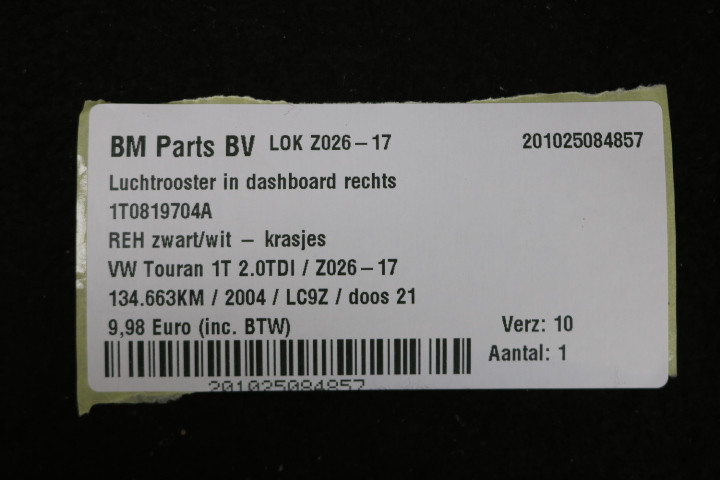 BM Parts BV LOK Z026-17 201025084857
Luchtrooster in dashboard rechts
1T0819704A
REH zwart/wit - krasjes
VW Touran 1T 2.0TDI / Z026-17
134.663KM / 2004 / LC9Z / doos 21
9,98 Euro (inc. BTW) Verz: 10
Aantal: 1
201025084857